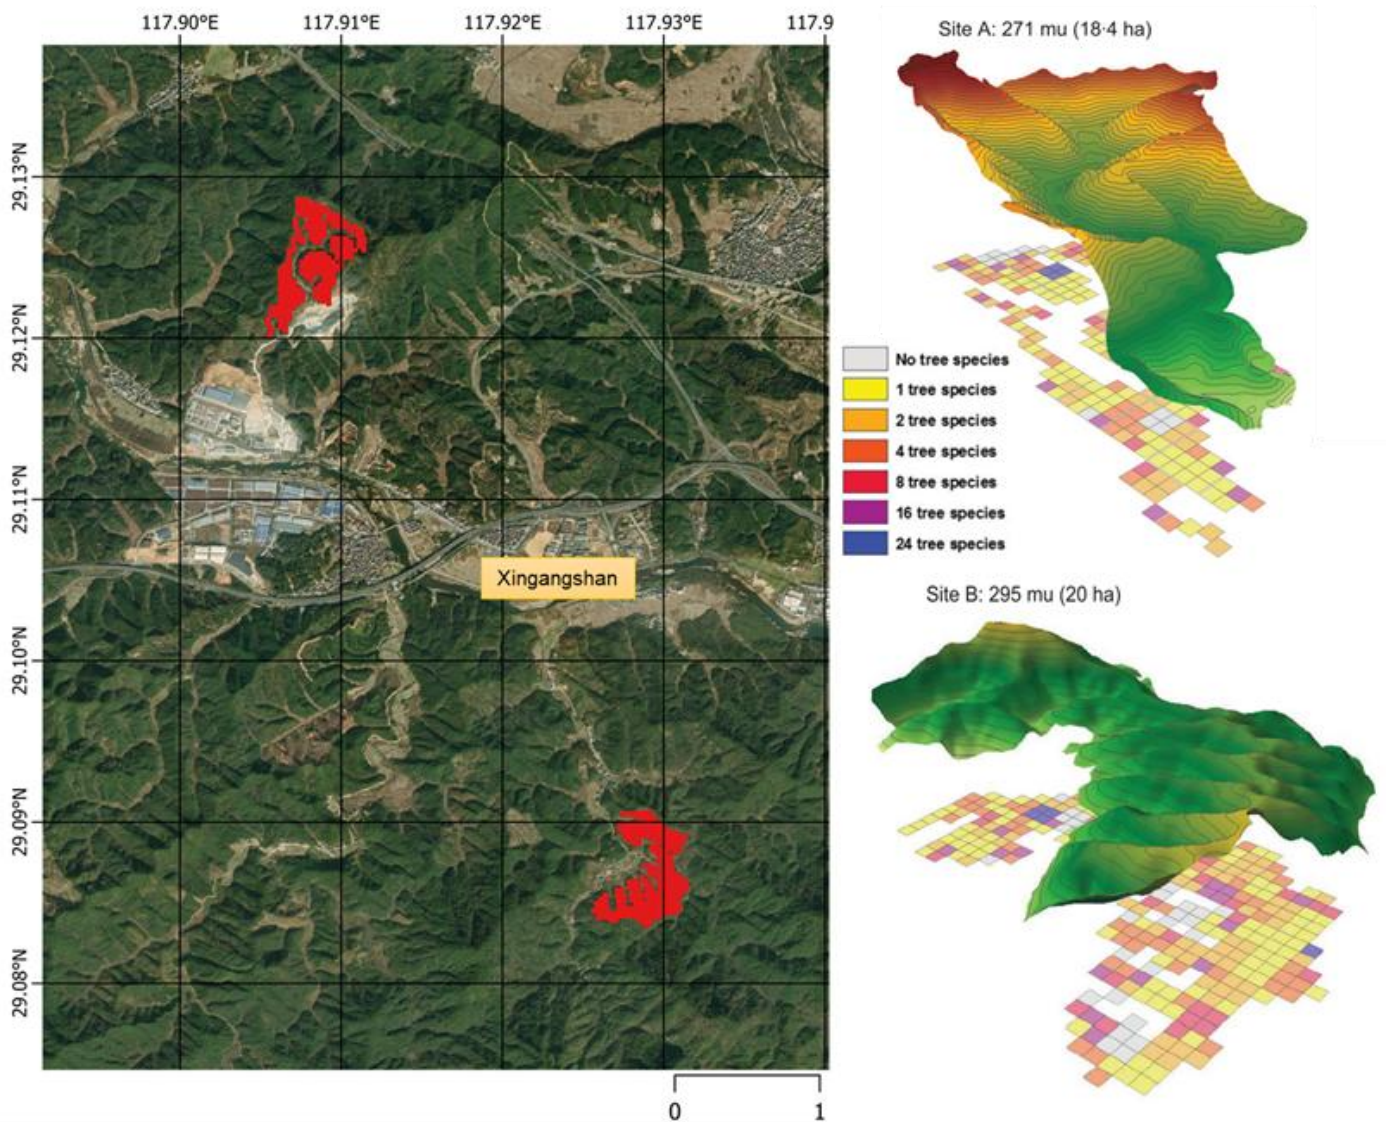 117.90°E 117.91°E 117.92°E 117.93°E 117.9
29.13°N
29.12°N
29.11°N
29.10°N
29.09°N
29.08°N
Xingangshan
0 1
Site A: 271 mu (18·4 ha)
No tree species
1 tree species
2 tree species
4 tree species
8 tree species
16 tree species
24 tree species
Site B: 295 mu (20 ha)